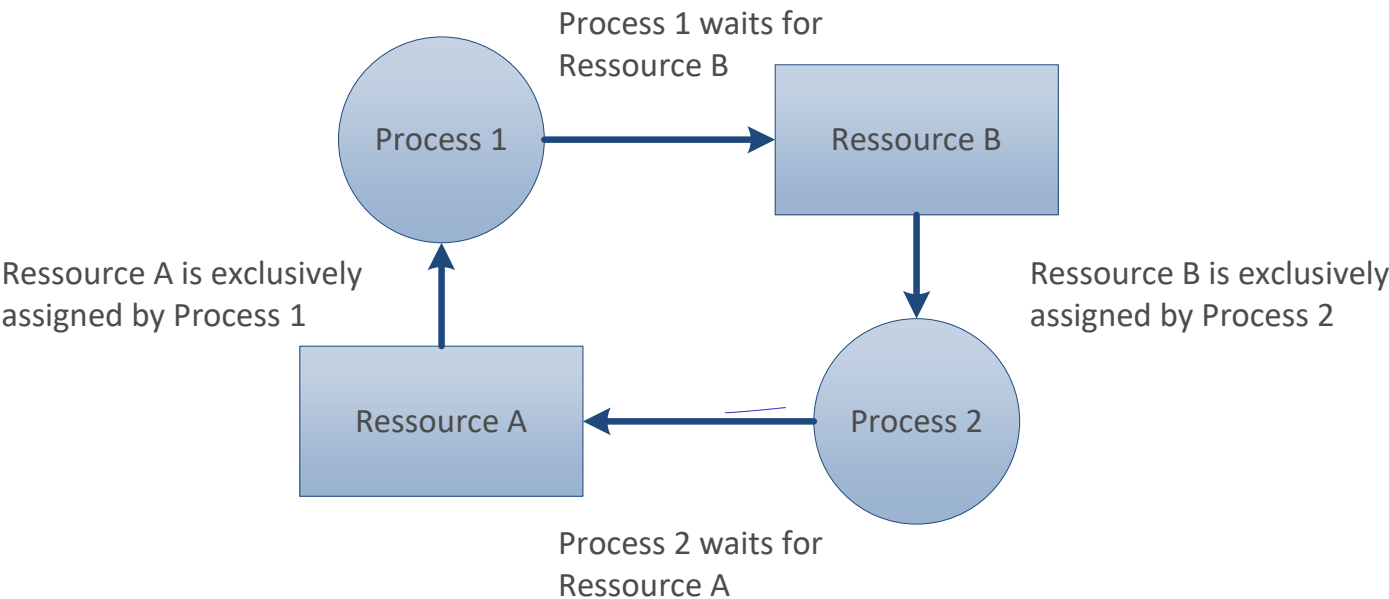 Process 1 waits for
Ressource B
Process 1
Ressource B
Ressource A is exclusively
assigned by Process 1
Ressource B is exclusively
assigned by Process 2
Ressource A
Process 2
Process 2 waits for
Ressource A